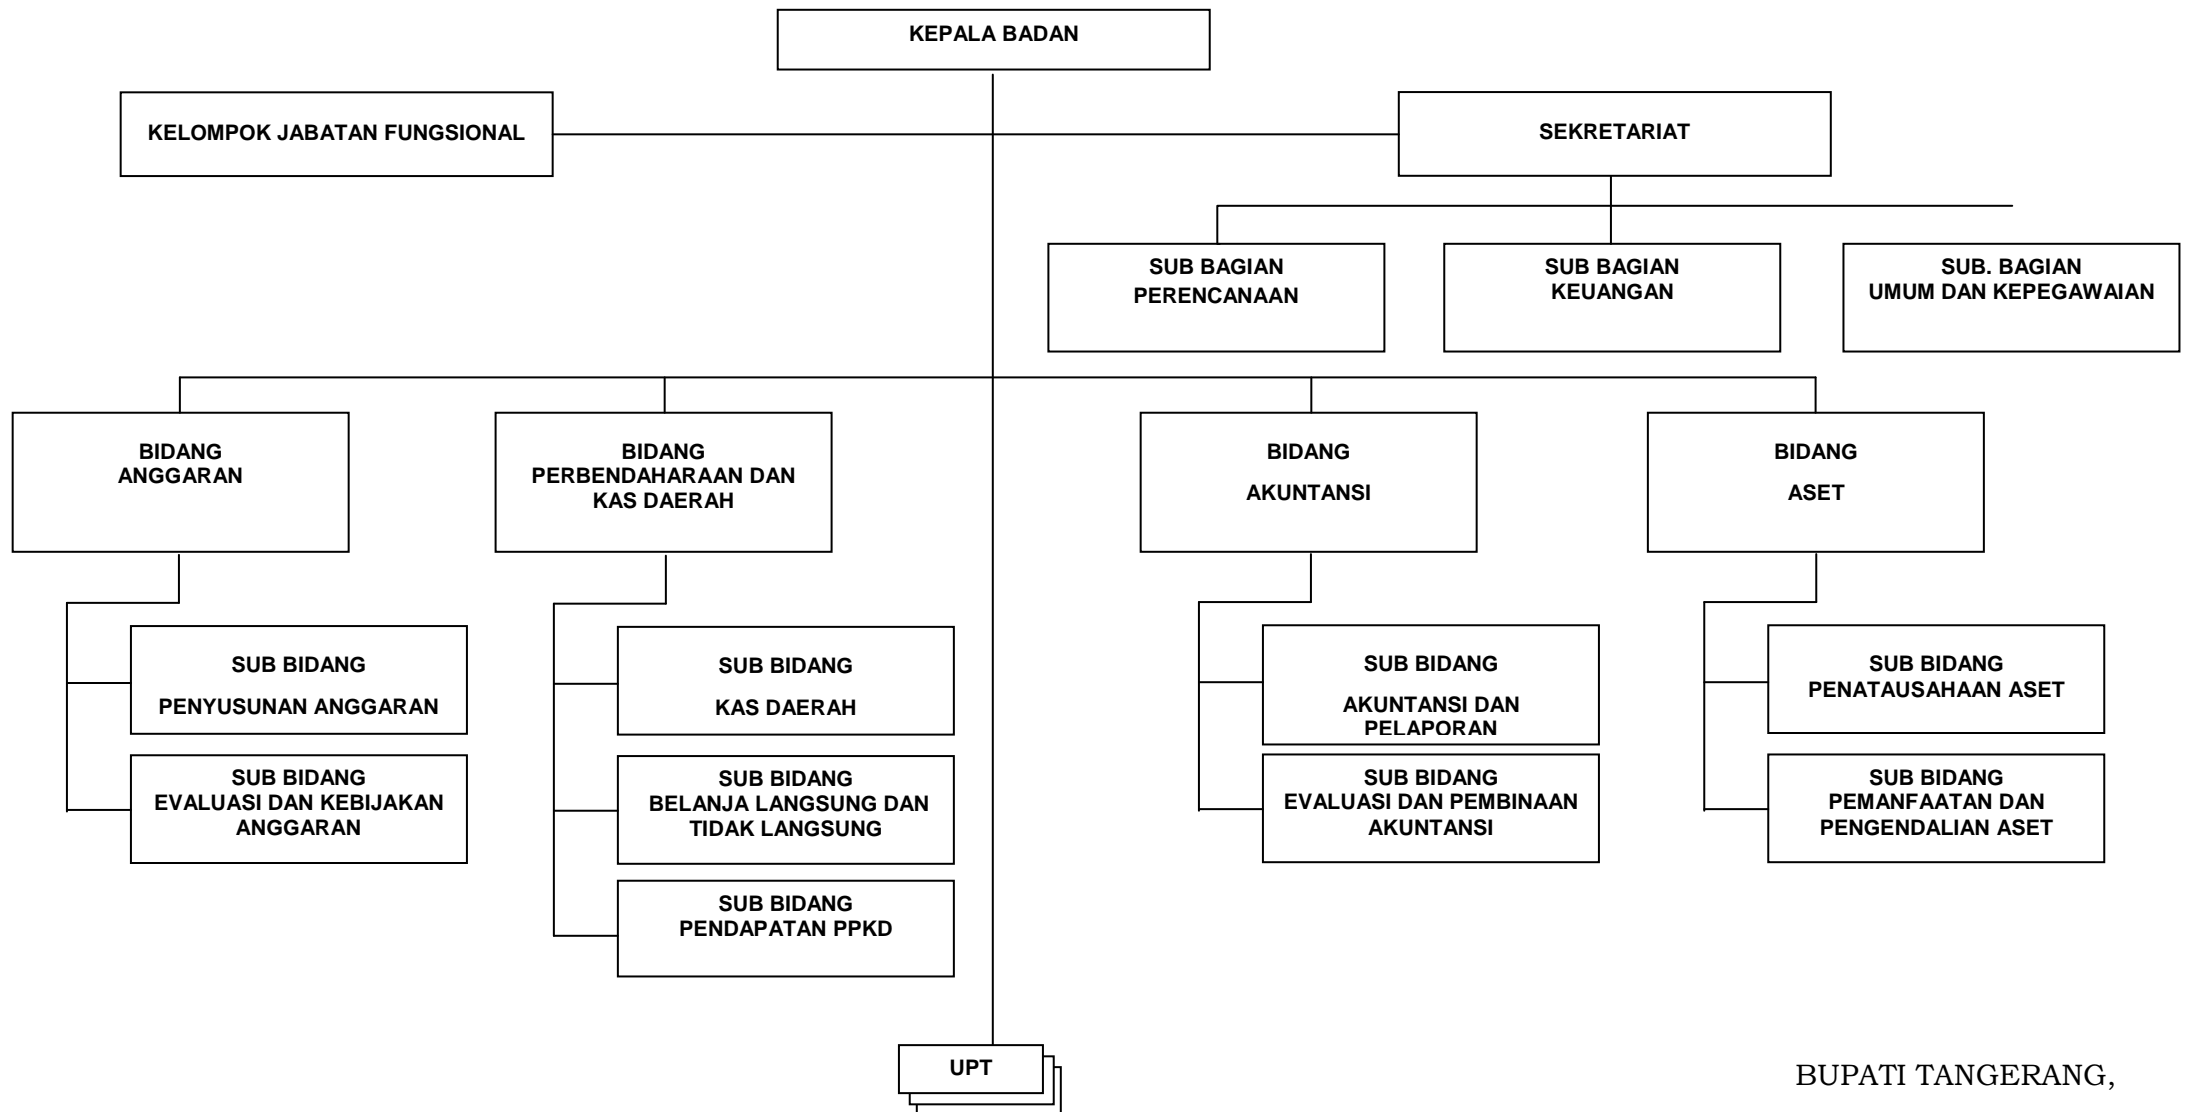 KEPALA BADAN
KELOMPOK JABATAN FUNGSIONAL
SEKRETARIAT
SUB BAGIAN
PERENCANAAN
SUB BAGIAN
KEUANGAN
SUB. BAGIAN
UMUM DAN KEPEGAWAIAN
BIDANG
ANGGARAN
BIDANG
PERBENDAHARAAN DAN
KAS DAERAH
BIDANG
AKUNTANSI
BIDANG
ASET
SUB BIDANG
PENYUSUNAN ANGGARAN
SUB BIDANG
EVALUASI DAN KEBIJAKAN
ANGGARAN
SUB BIDANG
KAS DAERAH
SUB BIDANG
BELANJA LANGSUNG DAN
TIDAK LANGSUNG
SUB BIDANG
PENDAPATAN PPKD
SUB BIDANG
AKUNTANSI DAN
PELAPORAN
SUB BIDANG
EVALUASI DAN PEMBINAAN
AKUNTANSI
SUB BIDANG
PENATAUSAHAAN ASET
SUB BIDANG
PEMANFAATAN DAN
PENGENDALIAN ASET
UPT
BUPATI TANGERANG,